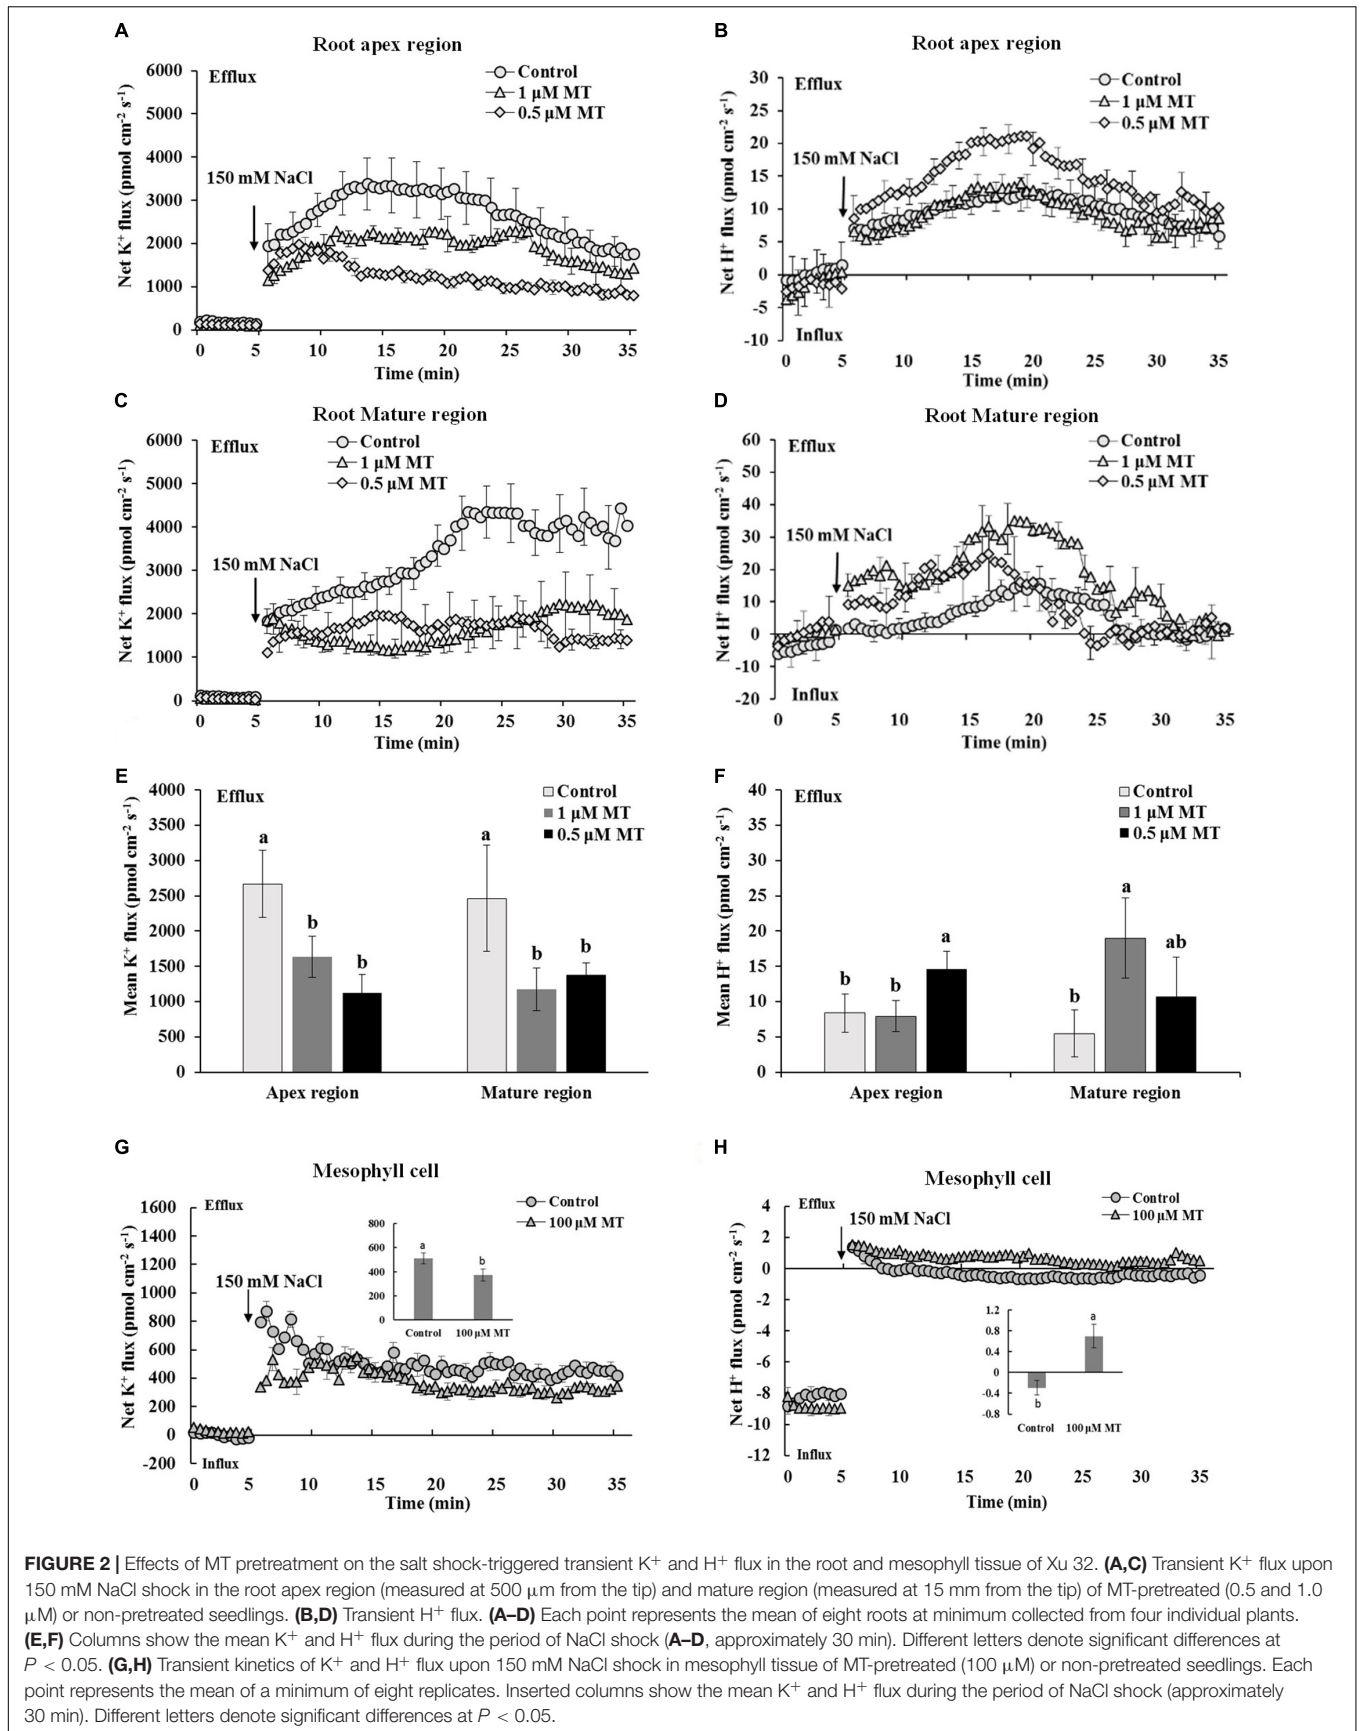 A
Root apex region
Efflux
Control
1 µM MT
0.5 µM MT
150 mM NaCl
Net K⁺ flux (pmol cm⁻² s⁻¹)
6000
5000
4000
3000
2000
1000
0
0 5 10 15 20 25 30 35
Time (min)
B
Root apex region
Efflux
Control
1 µM MT
0.5 µM MT
150 mM NaCl
Net H⁺ flux (pmol cm⁻² s⁻¹)
30
25
20
15
10
5
0
-5
-10
Influx
0 5 10 15 20 25 30 35
Time (min)
C
Root Mature region
Efflux
Control
1 µM MT
0.5 µM MT
150 mM NaCl
Net K⁺ flux (pmol cm⁻² s⁻¹)
6000
5000
4000
3000
2000
1000
0
0 5 10 15 20 25 30 35
Time (min)
D
Root Mature region
Efflux
Control
1 µM MT
0.5 µM MT
150 mM NaCl
Net H⁺ flux (pmol cm⁻² s⁻¹)
60
50
40
30
20
10
0
-10
-20
Influx
0 5 10 15 20 25 30 35
Time (min)
E
Efflux
Control
1 µM MT
0.5 µM MT
Mean K⁺ flux (pmol cm⁻² s⁻¹)
4000
3500
3000
2500
2000
1500
1000
500
0
a b b a b b
Apex region Mature region
F
Efflux
Control
1 µM MT
0.5 µM MT
Mean H⁺ flux (pmol cm⁻² s⁻¹)
40
35
30
25
20
15
10
5
0
b b a b a ab
Apex region Mature region
G
Mesophyll cell
Efflux
Control
100 µM MT
150 mM NaCl
Net K⁺ flux (pmol cm⁻² s⁻¹)
1600
1400
1200
1000
800
600
400
200
0
-200
Influx
0 5 10 15 20 25 30 35
Time (min)
800
600
400
200
0
a b
Control 100 µM MT
H
Mesophyll cell
Efflux
Control
100 µM MT
150 mM NaCl
Net H⁺ flux (pmol cm⁻² s⁻¹)
4
2
0
-2
-4
-6
-8
-10
-12
Influx
0 5 10 15 20 25 30 35
Time (min)
1.2
0.8
0.4
0
-0.4
-0.8
a
b
Control 100 µM MT
FIGURE 2 | Effects of MT pretreatment on the salt shock-triggered transient K⁺ and H⁺ flux in the root and mesophyll tissue of Xu 32. (A,C) Transient K⁺ flux upon
150 mM NaCl shock in the root apex region (measured at 500 µm from the tip) and mature region (measured at 15 mm from the tip) of MT-pretreated (0.5 and 1.0
µM) or non-pretreated seedlings. (B,D) Transient H⁺ flux. (A–D) Each point represents the mean of eight roots at minimum collected from four individual plants.
(E,F) Columns show the mean K⁺ and H⁺ flux during the period of NaCl shock (A–D, approximately 30 min). Different letters denote significant differences at
P < 0.05. (G,H) Transient kinetics of K⁺ and H⁺ flux upon 150 mM NaCl shock in mesophyll tissue of MT-pretreated (100 µM) or non-pretreated seedlings. Each
point represents the mean of a minimum of eight replicates. Inserted columns show the mean K⁺ and H⁺ flux during the period of NaCl shock (approximately
30 min). Different letters denote significant differences at P < 0.05.